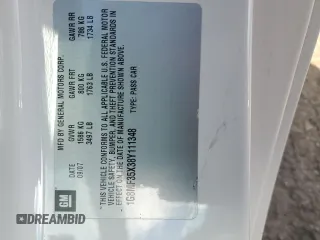 MFD BY GENERAL MOTORS CORP.
DATE GVWR GAWR FRT GAWR RR
09/07 1586 KG 800 KG 786 KG
3497 LB 1763 LB 1734 LB
THIS VEHICLE CONFORMS TO ALL APPLICABLE U.S. FEDERAL MOTOR
VEHICLE SAFETY, BUMPER, AND THEFT PREVENTION STANDARDS IN
EFFECT ON THE DATE OF MANUFACTURE SHOWN ABOVE.
TYPE: PASS CAR
GM
DREAMBID